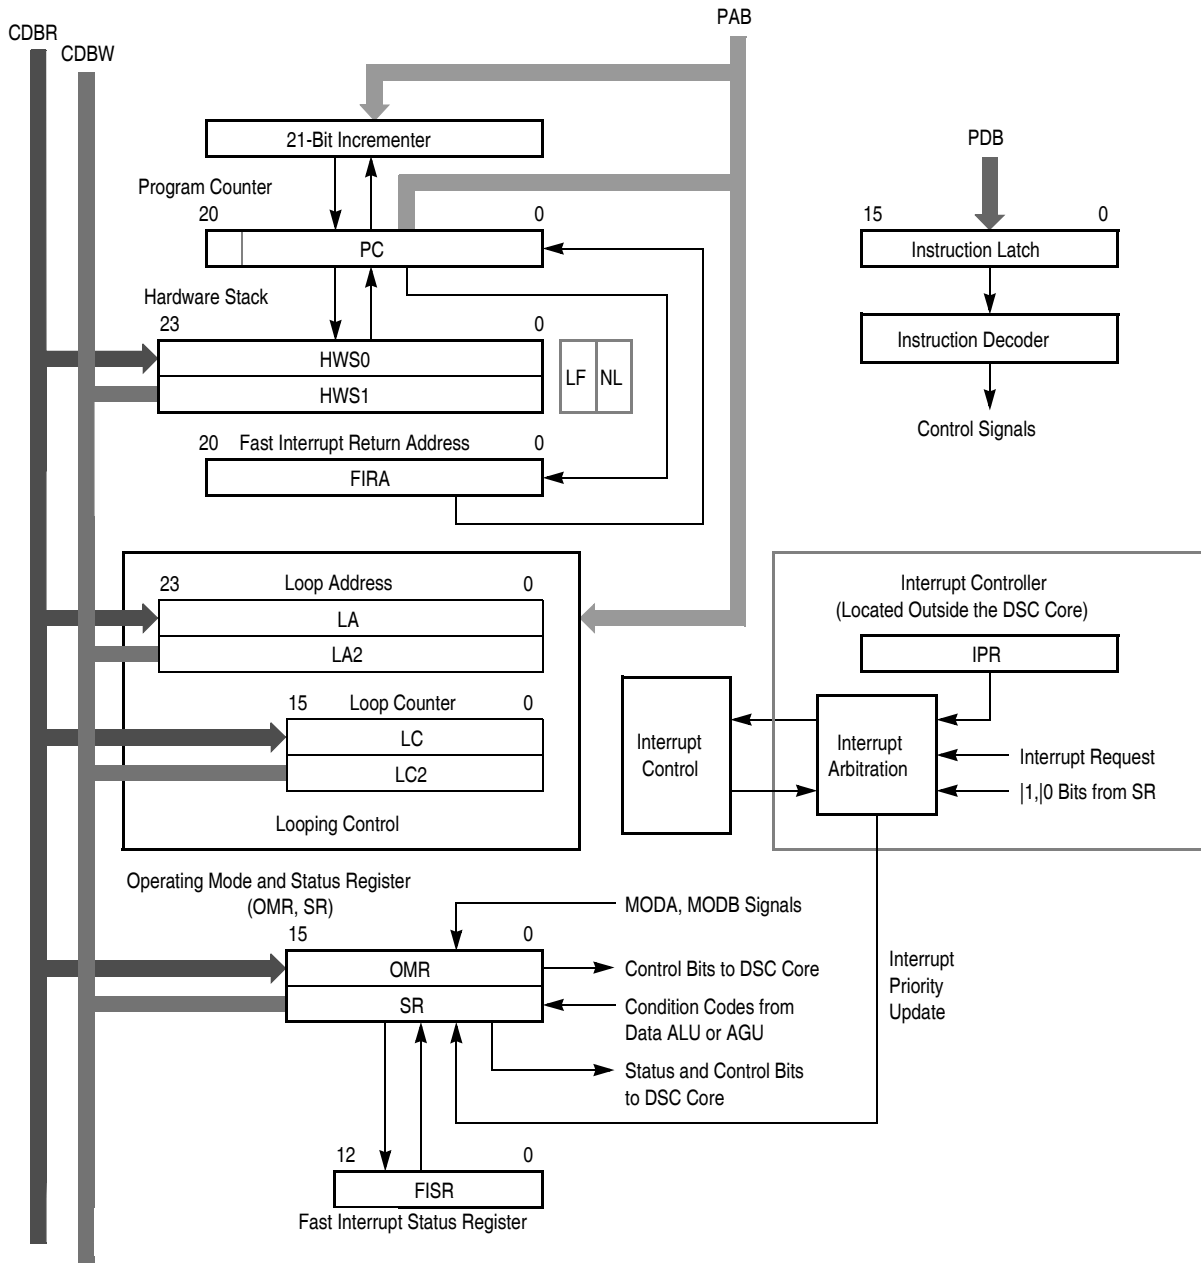 CDBR
CDBW
PAB
21-Bit Incrementer
PDB
Program Counter
20 0
PC
15 0
Instruction Latch
Hardware Stack
23 0
HWS0
HWS1
LF NL
Instruction Decoder
Control Signals
20 Fast Interrupt Return Address 0
FIRA
23 Loop Address 0
LA
LA2
15 Loop Counter 0
LC
LC2
Looping Control
Interrupt Controller
(Located Outside the DSC Core)
IPR
Interrupt
Control
Interrupt
Arbitration
Interrupt Request
|1,|0 Bits from SR
Operating Mode and Status Register
(OMR, SR)
15 0
OMR
SR
MODA, MODB Signals
Control Bits to DSC Core
Condition Codes from
Data ALU or AGU
Status and Control Bits
to DSC Core
Interrupt
Priority
Update
12 0
FISR
Fast Interrupt Status Register